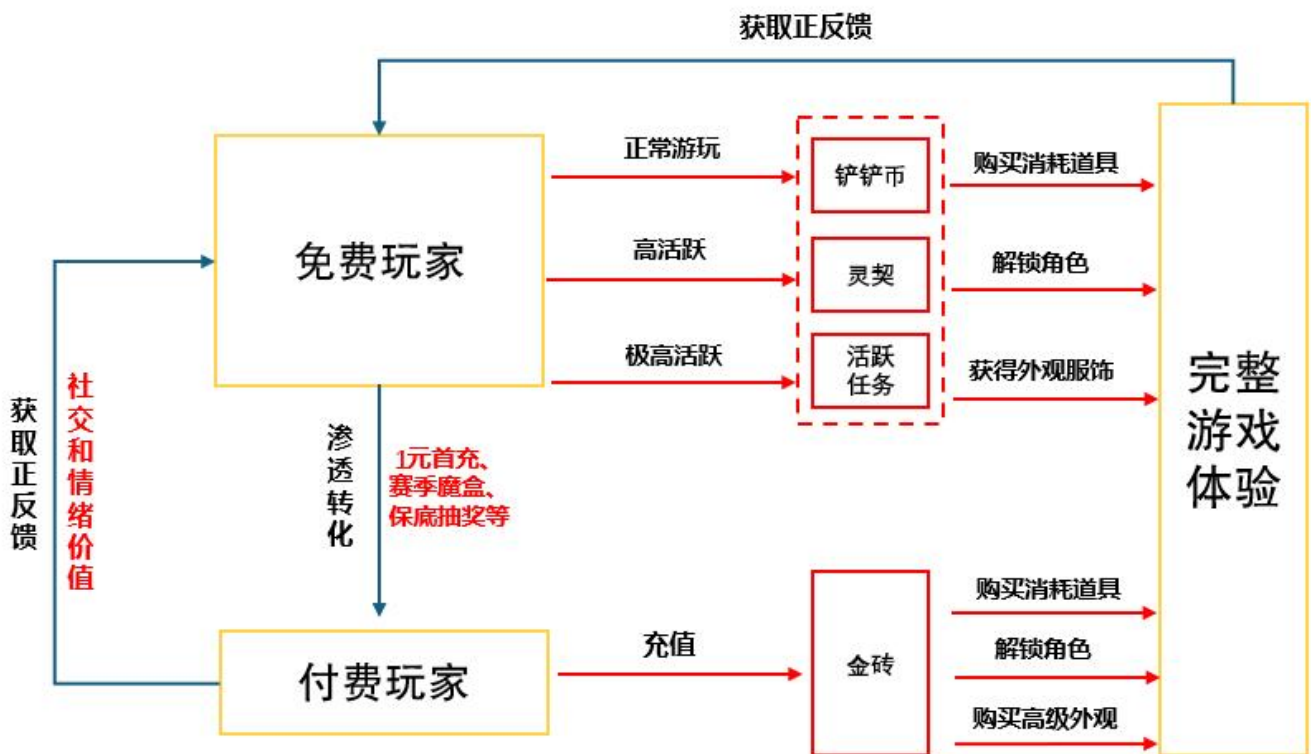 获取正反馈
正常游玩
铲铲币
购买消耗道具
免费玩家
高活跃
灵契
解锁角色
极高活跃
活跃
任务
获得外观服饰
完整
游戏
体验
获取正反馈
社交和情绪价值
渗透转化
1元首充、
赛季魔盒、
保底抽奖等
付费玩家
充值
金砖
购买消耗道具
解锁角色
购买高级外观